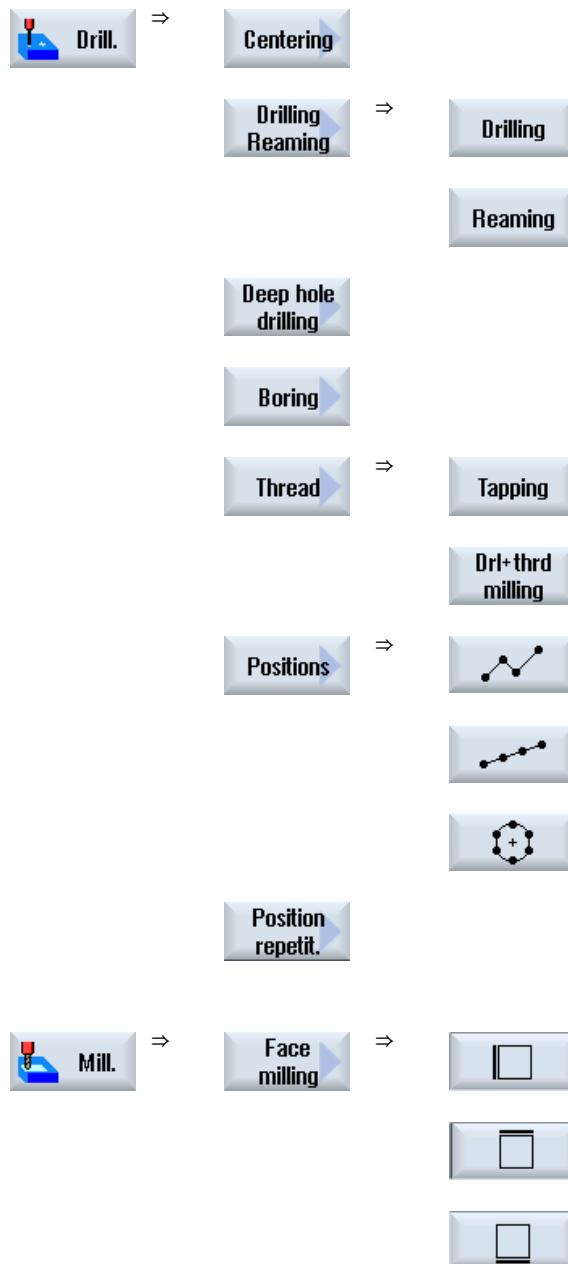 Drill. ⇒ Centering
Drilling
Reaming ⇒ Drilling
Reaming
Deep hole
drilling
Boring
Thread ⇒ Tapping
Drl+thrd
milling
Positions ⇒
Position
repetit.
Mill. ⇒ Face
milling ⇒